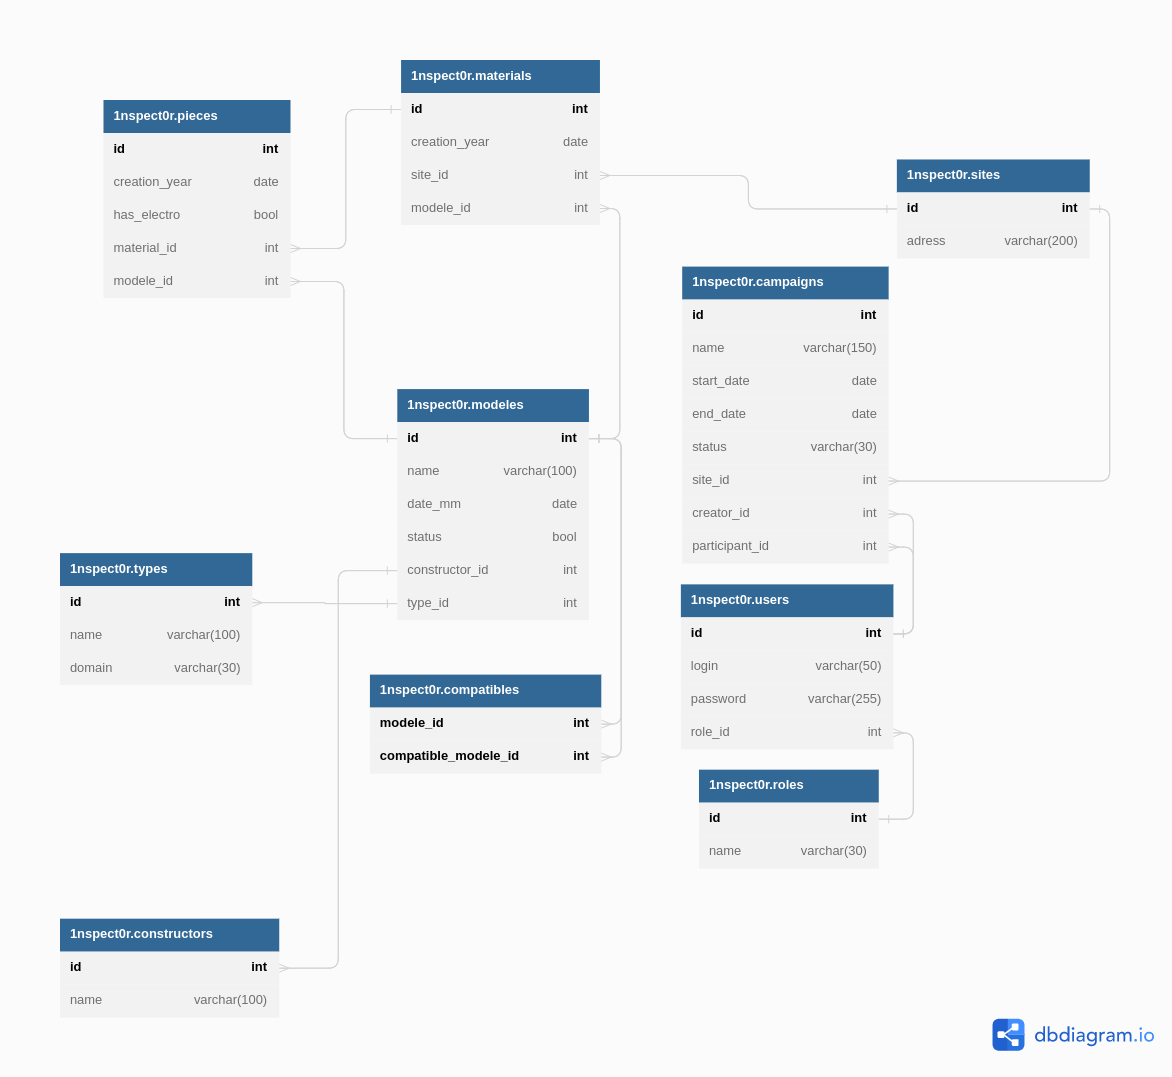 1nspect0r.materials
id int
creation_year date
site_id int
modele_id int
1nspect0r.pieces
id int
creation_year date
has_electro bool
material_id int
modele_id int
1nspect0r.sites
id int
adress varchar(200)
1nspect0r.campaigns
id int
name varchar(150)
start_date date
end_date date
status varchar(30)
site_id int
creator_id int
participant_id int
1nspect0r.modeles
id int
name varchar(100)
date_mm date
status bool
constructor_id int
type_id int
1nspect0r.types
id int
name varchar(100)
domain varchar(30)
1nspect0r.users
id int
login varchar(50)
password varchar(255)
role_id int
1nspect0r.compatibles
modele_id int
compatible_modele_id int
1nspect0r.roles
id int
name varchar(30)
1nspect0r.constructors
id int
name varchar(100)
dbdiagram.io